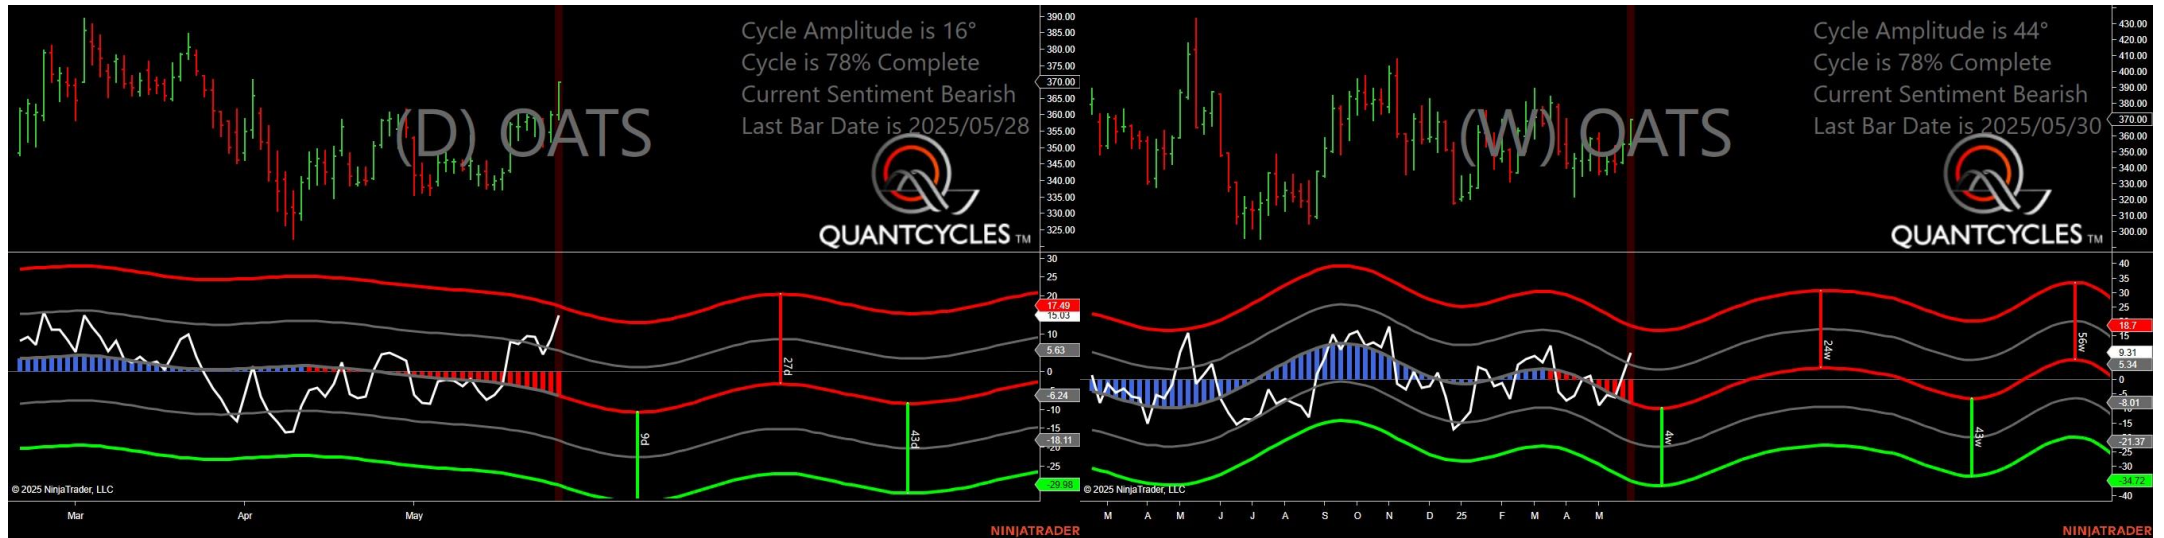 Cycle Amplitude is 16°
Cycle is 78% Complete
Current Sentiment Bearish
Last Bar Date is 2025/05/28
(D) OATS
QUANTCYCLES TM
390.00
385.00
380.00
375.00
370.00
365.00
360.00
355.00
350.00
345.00
340.00
335.00
330.00
325.00
30
25
20
17.49
15.03
10
5.63
0
-6.24
-10
-15
-18.11
-20
-25
-29.98
9d
27d
43d
© 2025 NinjaTrader, LLC
Mar
Apr
May
NINJATRADER
Cycle Amplitude is 44°
Cycle is 78% Complete
Current Sentiment Bearish
Last Bar Date is 2025/05/30
(W) OATS
QUANTCYCLES TM
430.00
420.00
410.00
400.00
390.00
380.00
370.00
360.00
350.00
340.00
330.00
320.00
310.00
300.00
40
35
30
25
20
18.7
15
9.31
5.34
0
-5
-8.01
-10
-15
-21.37
-25
-30
-34.72
-40
4w
24w
43w
56w
© 2025 NinjaTrader, LLC
M
A
M
J
J
A
S
O
N
D
25
F
M
A
M
NINJATRADER